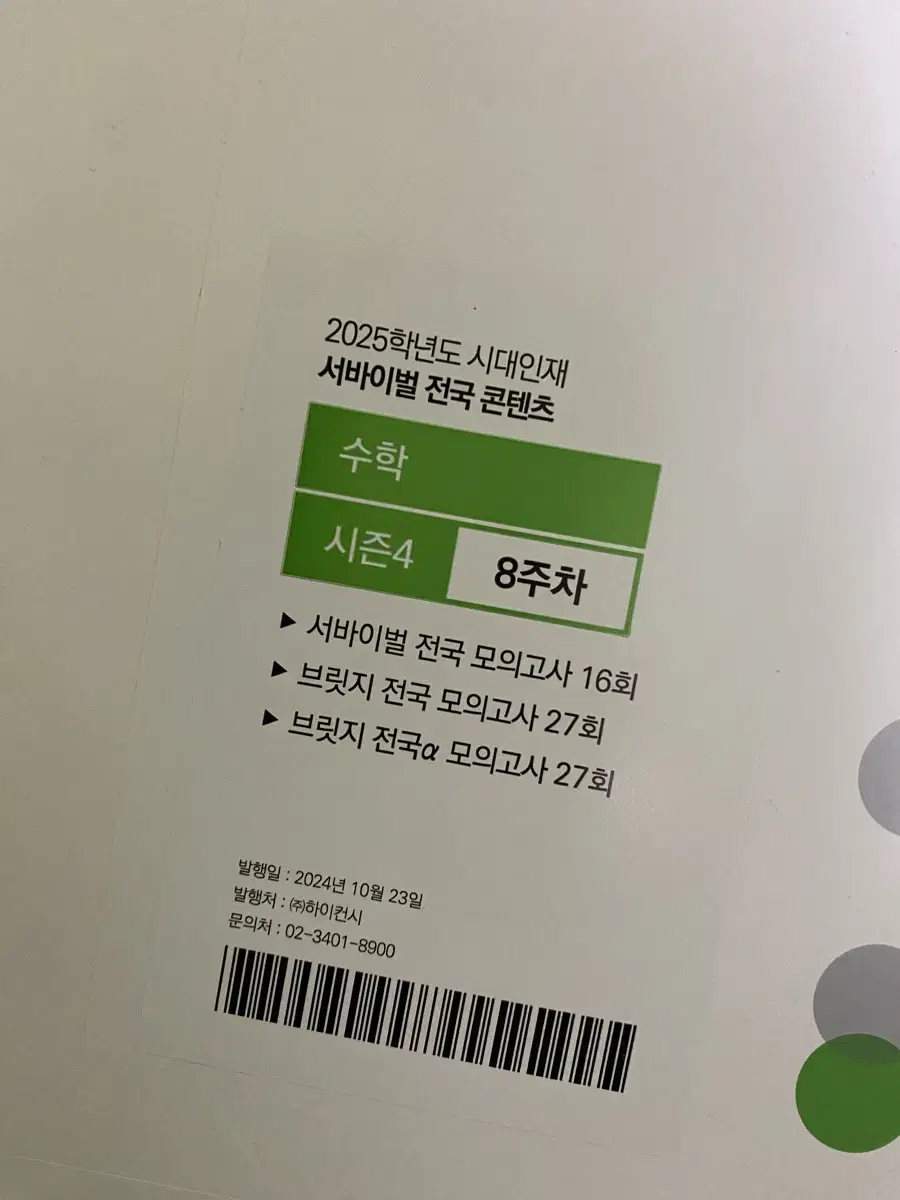 2025학년도 시대인재
서바이벌 전국 콘텐츠
수학
시즌4 8주차
▶ 서바이벌 전국 모의고사 16회
▶ 브릿지 전국 모의고사 27회
▶ 브릿지 전국α 모의고사 27회
발행일 : 2024년 10월 23일
발행처 : ㈜하이컨시
문의처 : 02-3401-8900